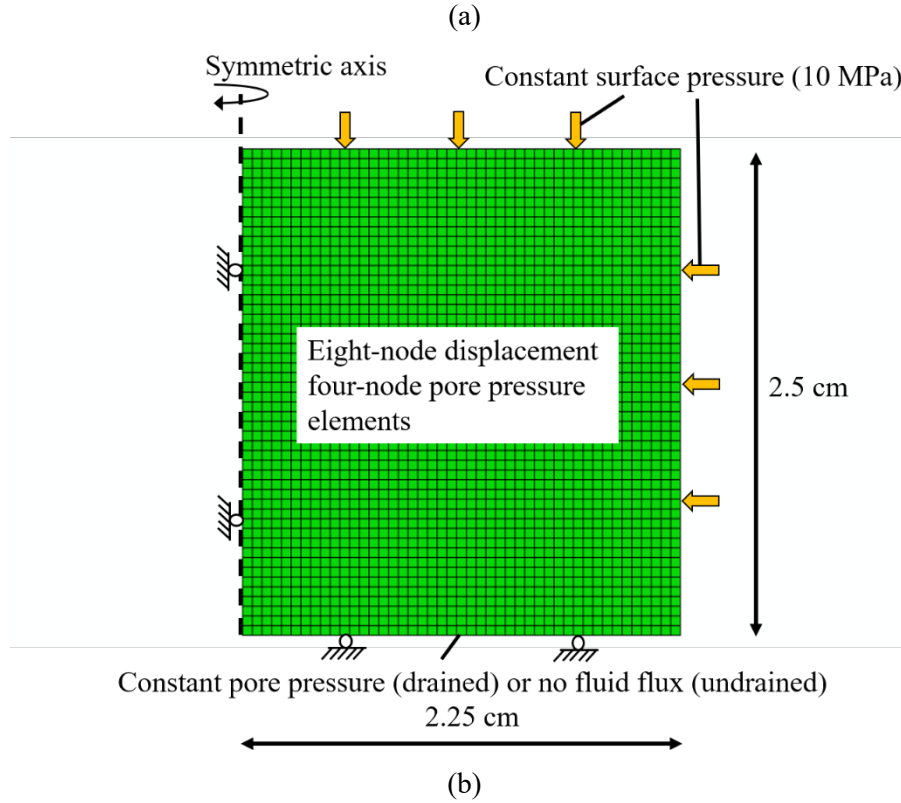 (a)
Symmetric axis
Constant surface pressure (10 MPa)
Eight-node displacement
four-node pore pressure
elements
2.5 cm
Constant pore pressure (drained) or no fluid flux (undrained)
2.25 cm
(b)